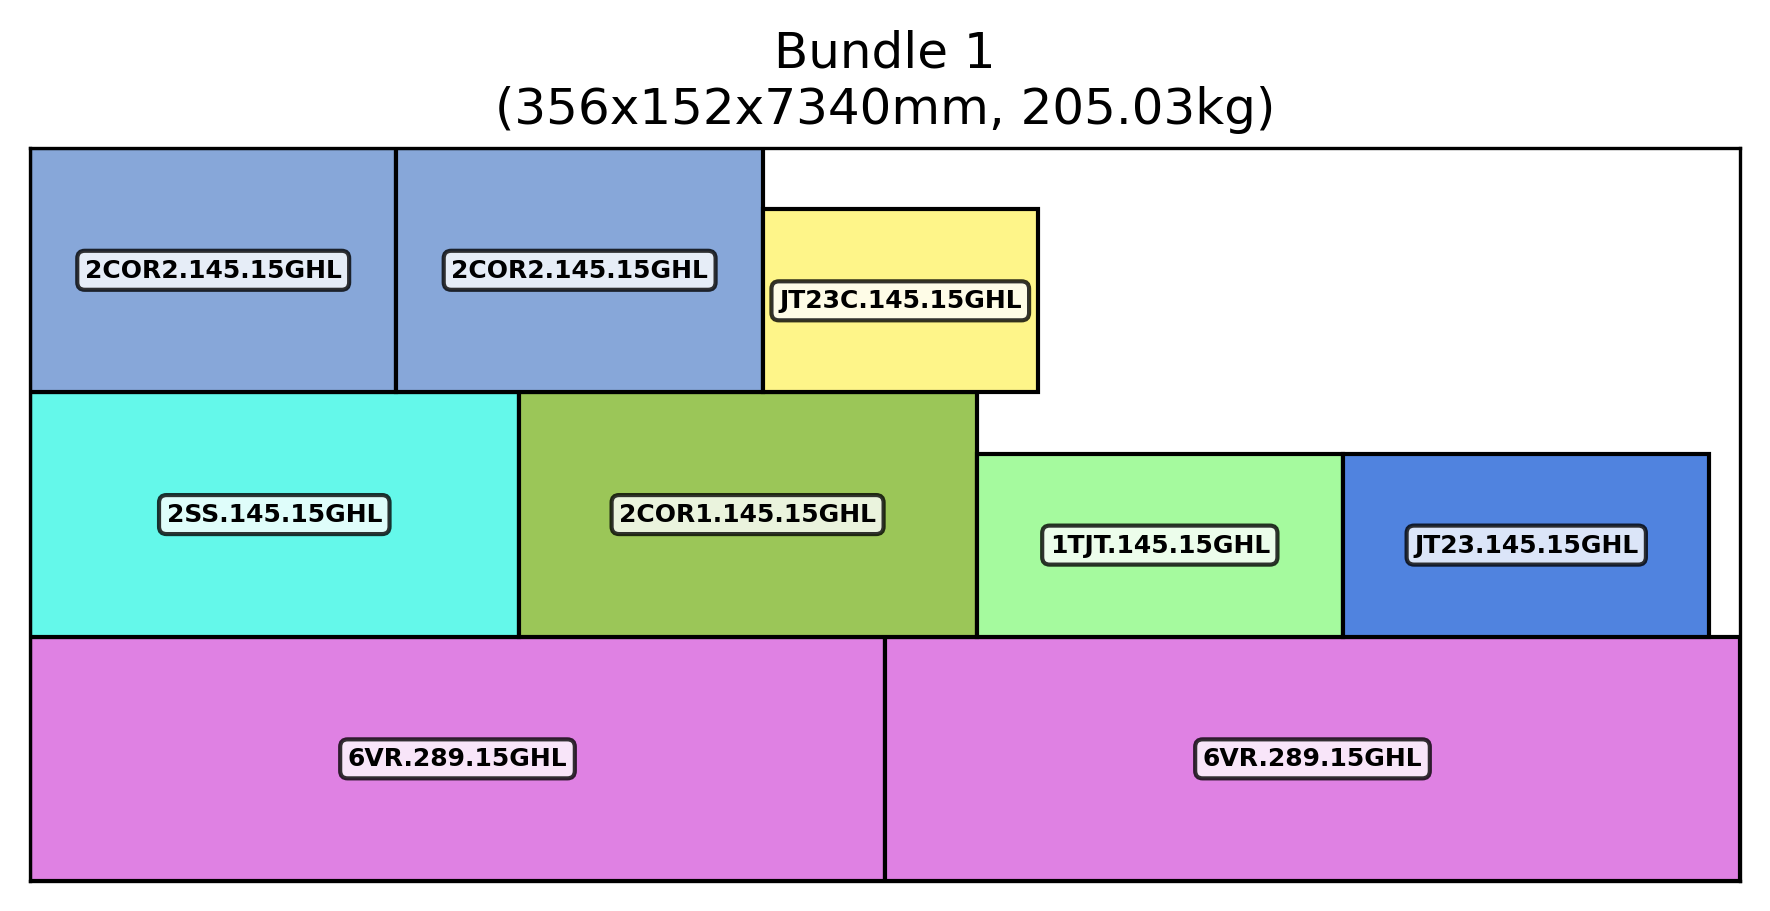 Bundle 1
(356x152x7340mm, 205.03kg)
2COR2.145.15GHL
2COR2.145.15GHL
JT23C.145.15GHL
2SS.145.15GHL
2COR1.145.15GHL
1TJT.145.15GHL
JT23.145.15GHL
6VR.289.15GHL
6VR.289.15GHL